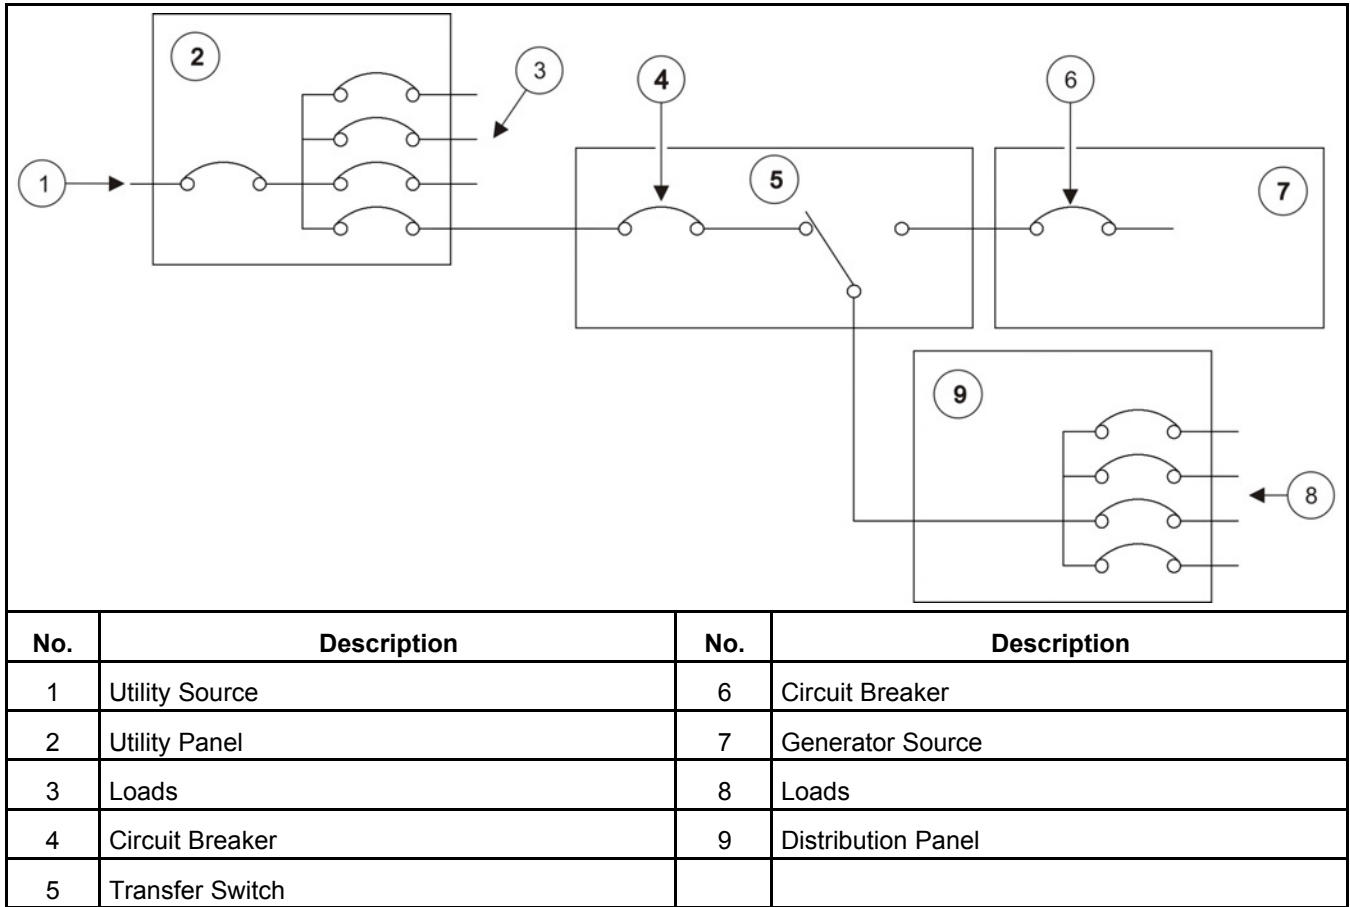 2
3
4
6
1
5
7
9
8
No. Description No. Description
1 Utility Source 6 Circuit Breaker
2 Utility Panel 7 Generator Source
3 Loads 8 Loads
4 Circuit Breaker 9 Distribution Panel
5 Transfer Switch